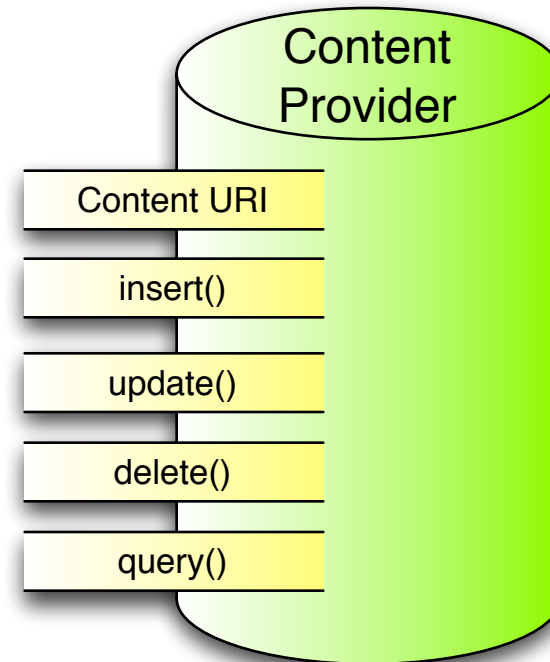 Content
Provider
Content URI
insert()
update()
delete()
query()